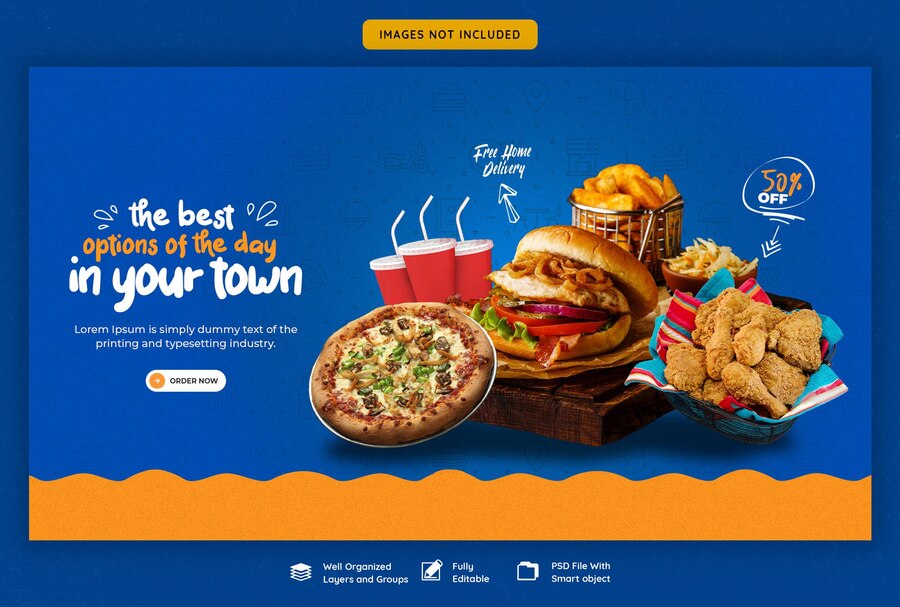 IMAGES NOT INCLUDED
Free Home
Delivery
50%
OFF
the best
options of the day
in your town
Lorem Ipsum is simply dummy text of the
printing and typesetting industry.
ORDER NOW
Well Organized
Layers and Groups
Fully
Editable
PSD File With
Smart object